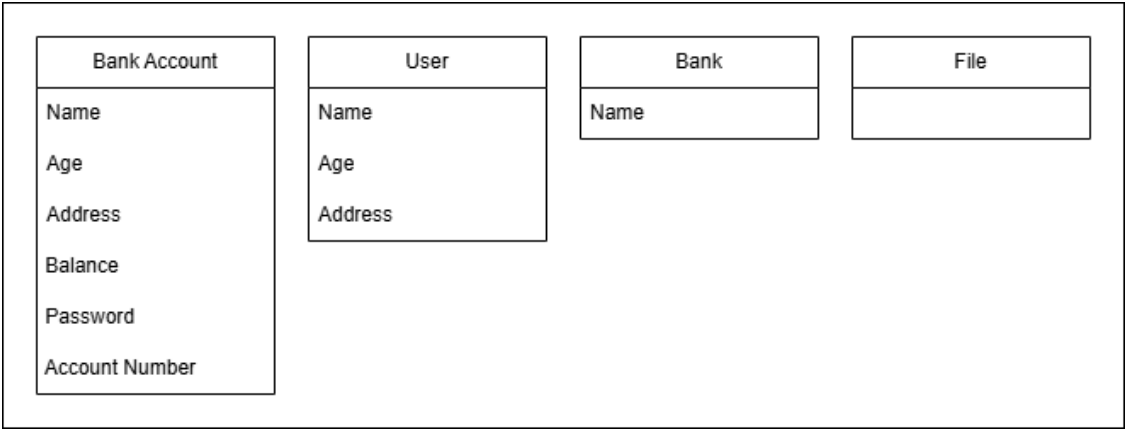 Bank Account
Name
Age
Address
Balance
Password
Account Number
User
Name
Age
Address
Bank
Name
File